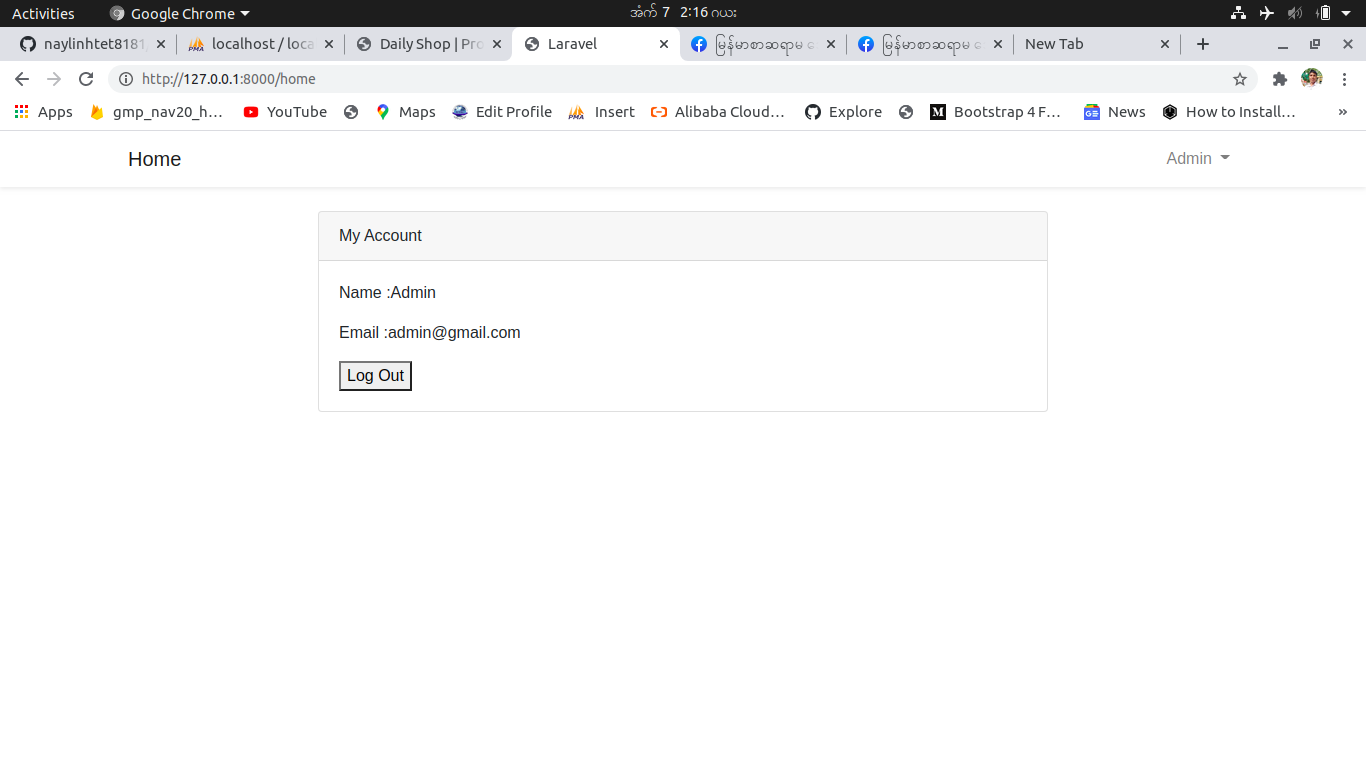 Activities Google Chrome အံက် 7 2:16 ဂယး
naylinhtet8181 localhost / loca Daily Shop | Pro Laravel မြန်မာစာဆရာမ မြန်မာစာဆရာမ New Tab
http://127.0.0.1:8000/home
Apps gmp_nav20_h… YouTube Maps Edit Profile Insert Alibaba Cloud… Explore Bootstrap 4 F… News How to Install… »
Home Admin
My Account
Name :Admin
Email :admin@gmail.com
Log Out